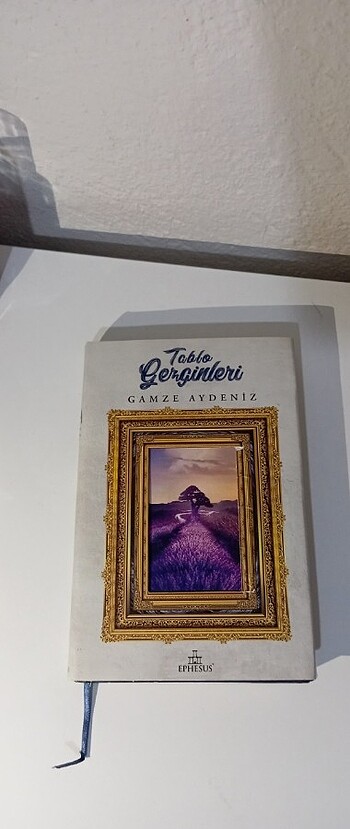 Tablo
Gezginleri
GAMZE AYDENİZ
EPHESUS